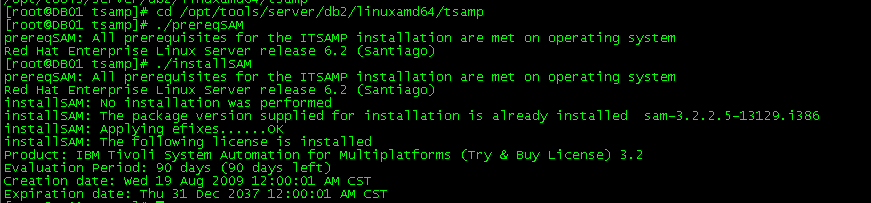 /opt/tools/server/db2/linuxamd64/tsamp
[root@DB01 tsamp]# cd /opt/tools/server/db2/linuxamd64/tsamp
[root@DB01 tsamp]# ./prereqSAM
prereqSAM: All prerequisites for the ITSAMP installation are met on operating system
Red Hat Enterprise Linux Server release 6.2 (Santiago)
[root@DB01 tsamp]# ./installSAM
prereqSAM: All prerequisites for the ITSAMP installation are met on operating system
Red Hat Enterprise Linux Server release 6.2 (Santiago)
installSAM: No installation was performed
installSAM: The package version supplied for installation is already installed  sam-3.2.2.5-13129.i386
installSAM: Applying efixes......OK
installSAM: The following license is installed
Product: IBM Tivoli System Automation for Multiplatforms (Try & Buy License) 3.2
Evaluation Period: 90 days (90 days left)
Creation date: Wed 19 Aug 2009 12:00:01 AM CST
Expiration date: Thu 31 Dec 2037 12:00:01 AM CST